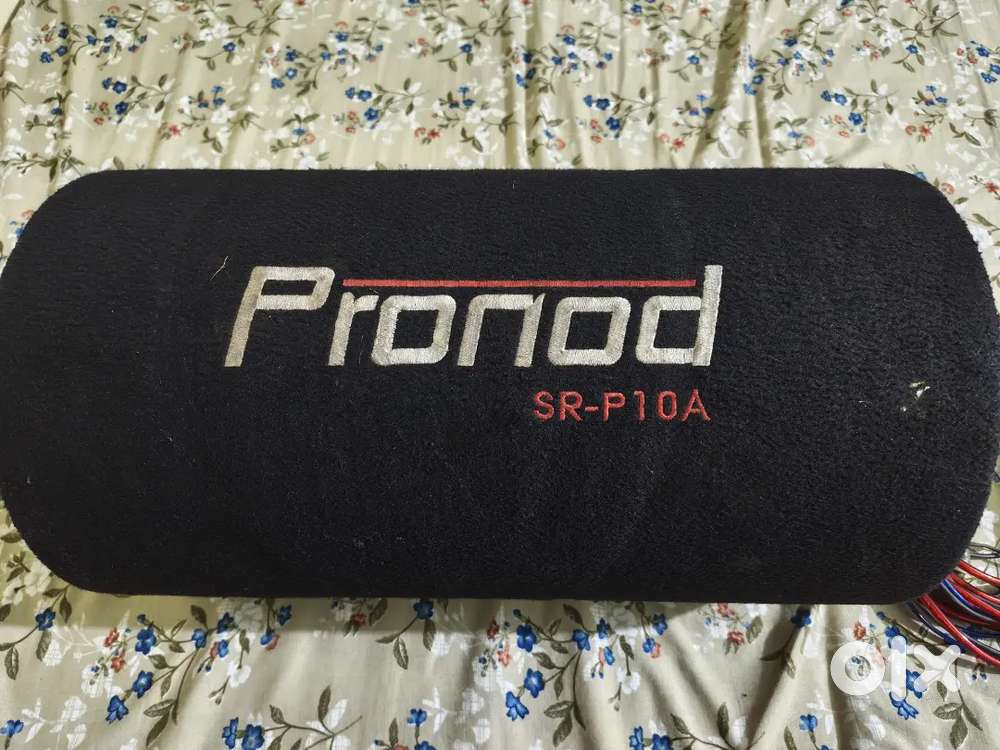 Pronod
SR-P10A
OLX